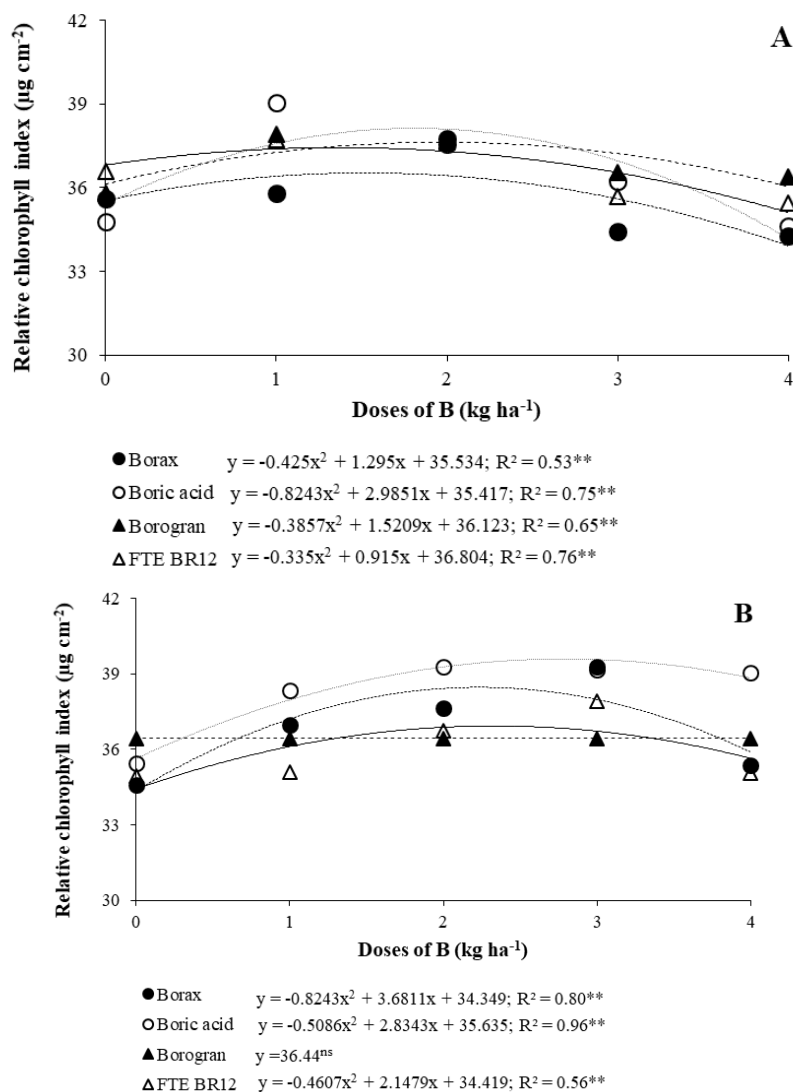 A
Relative chlorophyll index (µg cm⁻²)
42
39
36
33
30
0 1 2 3 4
Doses of B (kg ha⁻¹)
● Borax y = -0.425x² + 1.295x + 35.534; R² = 0.53**
○ Boric acid y = -0.8243x² + 2.9851x + 35.417; R² = 0.75**
▲ Borogran y = -0.3857x² + 1.5209x + 36.123; R² = 0.65**
△ FTE BR12 y = -0.335x² + 0.915x + 36.804; R² = 0.76**
B
Relative chlorophyll index (µg cm⁻²)
42
39
36
33
30
0 1 2 3 4
Doses of B (kg ha⁻¹)
● Borax y = -0.8243x² + 3.6811x + 34.349; R² = 0.80**
○ Boric acid y = -0.5086x² + 2.8343x + 35.635; R² = 0.96**
▲ Borogran y =36.44ⁿˢ
△ FTE BR12 y = -0.4607x² + 2.1479x + 34.419; R² = 0.56**